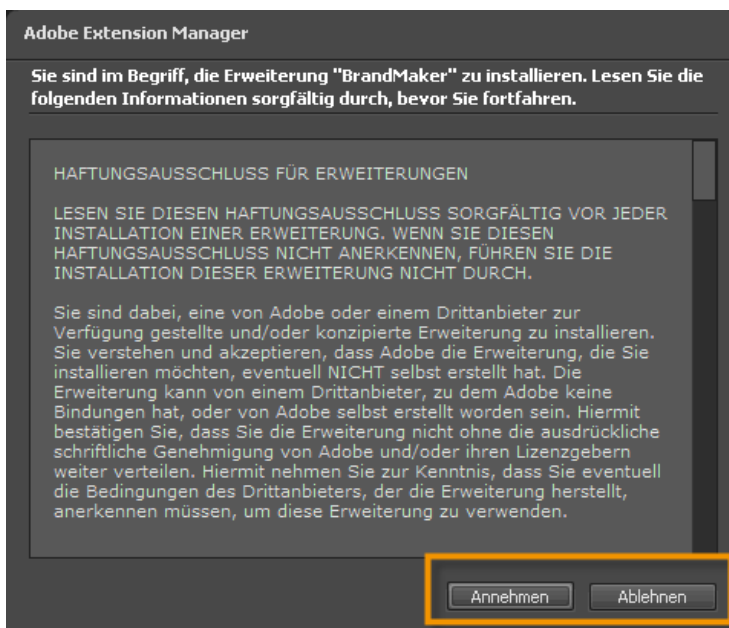 Adobe Extension Manager
Sie sind im Begriff, die Erweiterung "BrandMaker" zu installieren. Lesen Sie die
folgenden Informationen sorgfältig durch, bevor Sie fortfahren.
HAFTUNGSAUSSCHLUSS FÜR ERWEITERUNGEN
LESEN SIE DIESEN HAFTUNGSAUSSCHLUSS SORGFÄLTIG VOR JEDER
INSTALLATION EINER ERWEITERUNG. WENN SIE DIESEN
HAFTUNGSAUSSCHLUSS NICHT ANERKENNEN, FÜHREN SIE DIE
INSTALLATION DIESER ERWEITERUNG NICHT DURCH.
Sie sind dabei, eine von Adobe oder einem Drittanbieter zur
Verfügung gestellte und/oder konzipierte Erweiterung zu installieren.
Sie verstehen und akzeptieren, dass Adobe die Erweiterung, die Sie
installieren möchten, eventuell NICHT selbst erstellt hat. Die
Erweiterung kann von einem Drittanbieter, zu dem Adobe keine
Bindungen hat, oder von Adobe selbst erstellt worden sein. Hiermit
bestätigen Sie, dass Sie die Erweiterung nicht ohne die ausdrückliche
schriftliche Genehmigung von Adobe und/oder ihren Lizenzgebern
weiter verteilen. Hiermit nehmen Sie zur Kenntnis, dass Sie eventuell
die Bedingungen des Drittanbieters, der die Erweiterung herstellt,
anerkennen müssen, um diese Erweiterung zu verwenden.
Annehmen Ablehnen